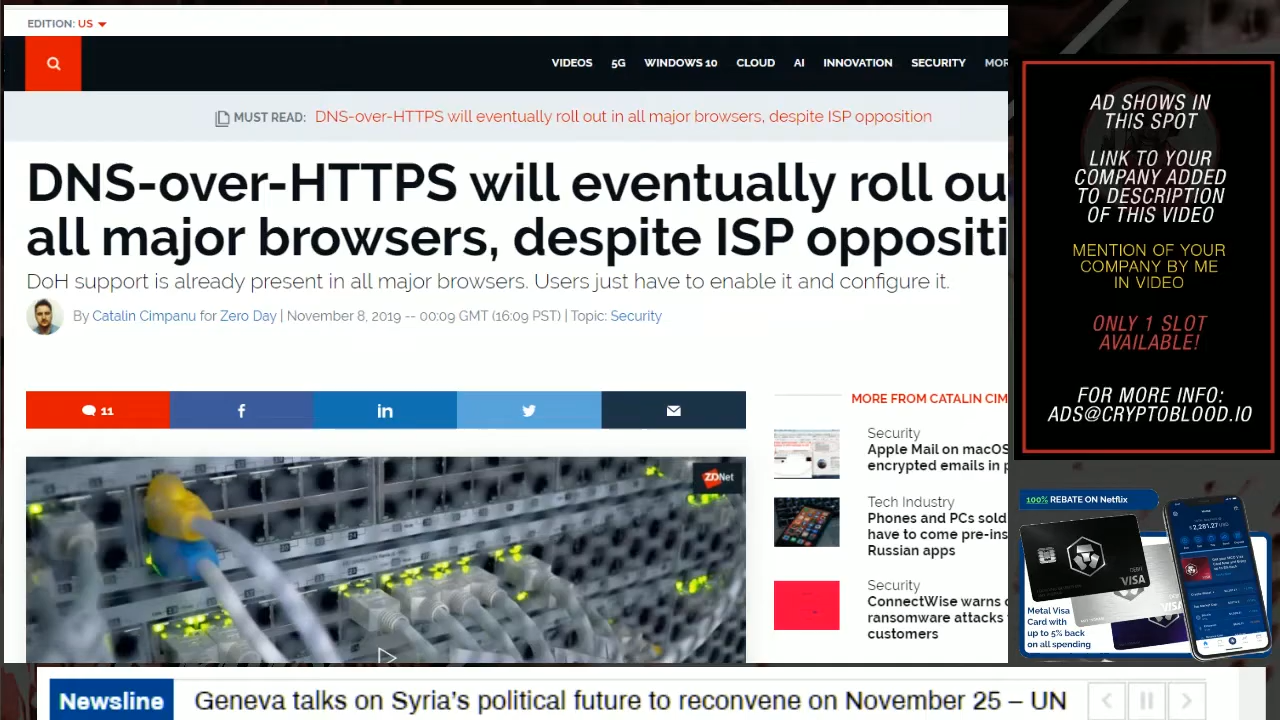 EDITION: US
VIDEOS 5G WINDOWS 10 CLOUD AI INNOVATION SECURITY MOR
MUST READ: DNS-over-HTTPS will eventually roll out in all major browsers, despite ISP opposition
DNS-over-HTTPS will eventually roll ou
all major browsers, despite ISP oppositi
DoH support is already present in all major browsers. Users just have to enable it and configure it.
By Catalin Cimpanu for Zero Day | November 8, 2019 -- 00:09 GMT (16:09 PST) | Topic: Security
11
MORE FROM CATALIN CIM
Security
Apple Mail on macOS
encrypted emails in p
Tech Industry
Phones and PCs sold
have to come pre-ins
Russian apps
Security
ConnectWise warns o
ransomware attacks
customers
ZDNet
AD SHOWS IN
THIS SPOT
LINK TO YOUR
COMPANY ADDED
TO DESCRIPTION
OF THIS VIDEO
MENTION OF YOUR
COMPANY BY ME
IN VIDEO
ONLY 1 SLOT
AVAILABLE!
FOR MORE INFO:
ADS@CRYPTOBLOOD.IO
100% REBATE ON Netflix
DEBIT
VISA
Metal Visa
Card with
up to 5% back
on all spending
Newsline Geneva talks on Syria's political future to reconvene on November 25 – UN